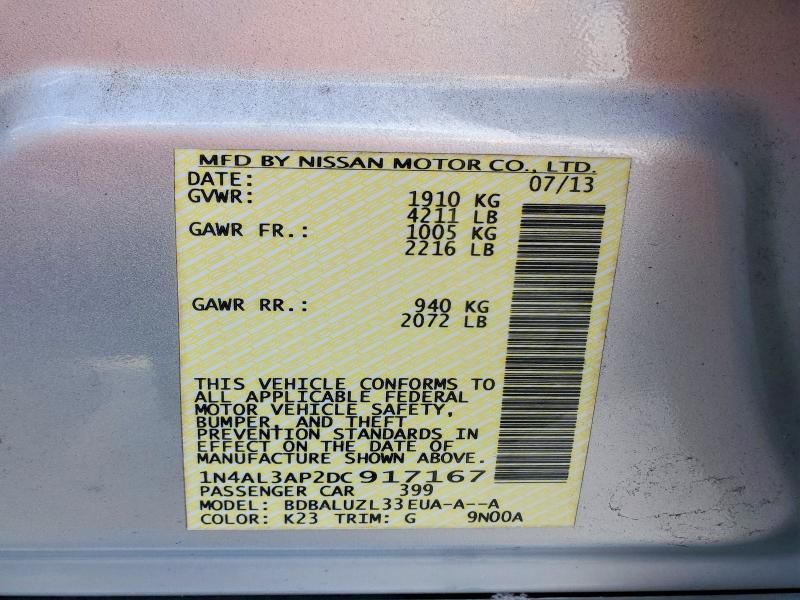 MFD BY NISSAN MOTOR CO., LTD.
DATE: 07/13
GVWR: 1910 KG
4211 LB
GAWR FR.: 1005 KG
2216 LB
GAWR RR.: 940 KG
2072 LB
THIS VEHICLE CONFORMS TO
ALL APPLICABLE FEDERAL
MOTOR VEHICLE SAFETY,
BUMPER, AND THEFT
PREVENTION STANDARDS IN
EFFECT ON THE DATE OF
MANUFACTURE SHOWN ABOVE.
1N4AL3AP2DC917167
PASSENGER CAR 399
MODEL: BDBALUZL33EUA-A--A
COLOR: K23 TRIM: G 9N00A